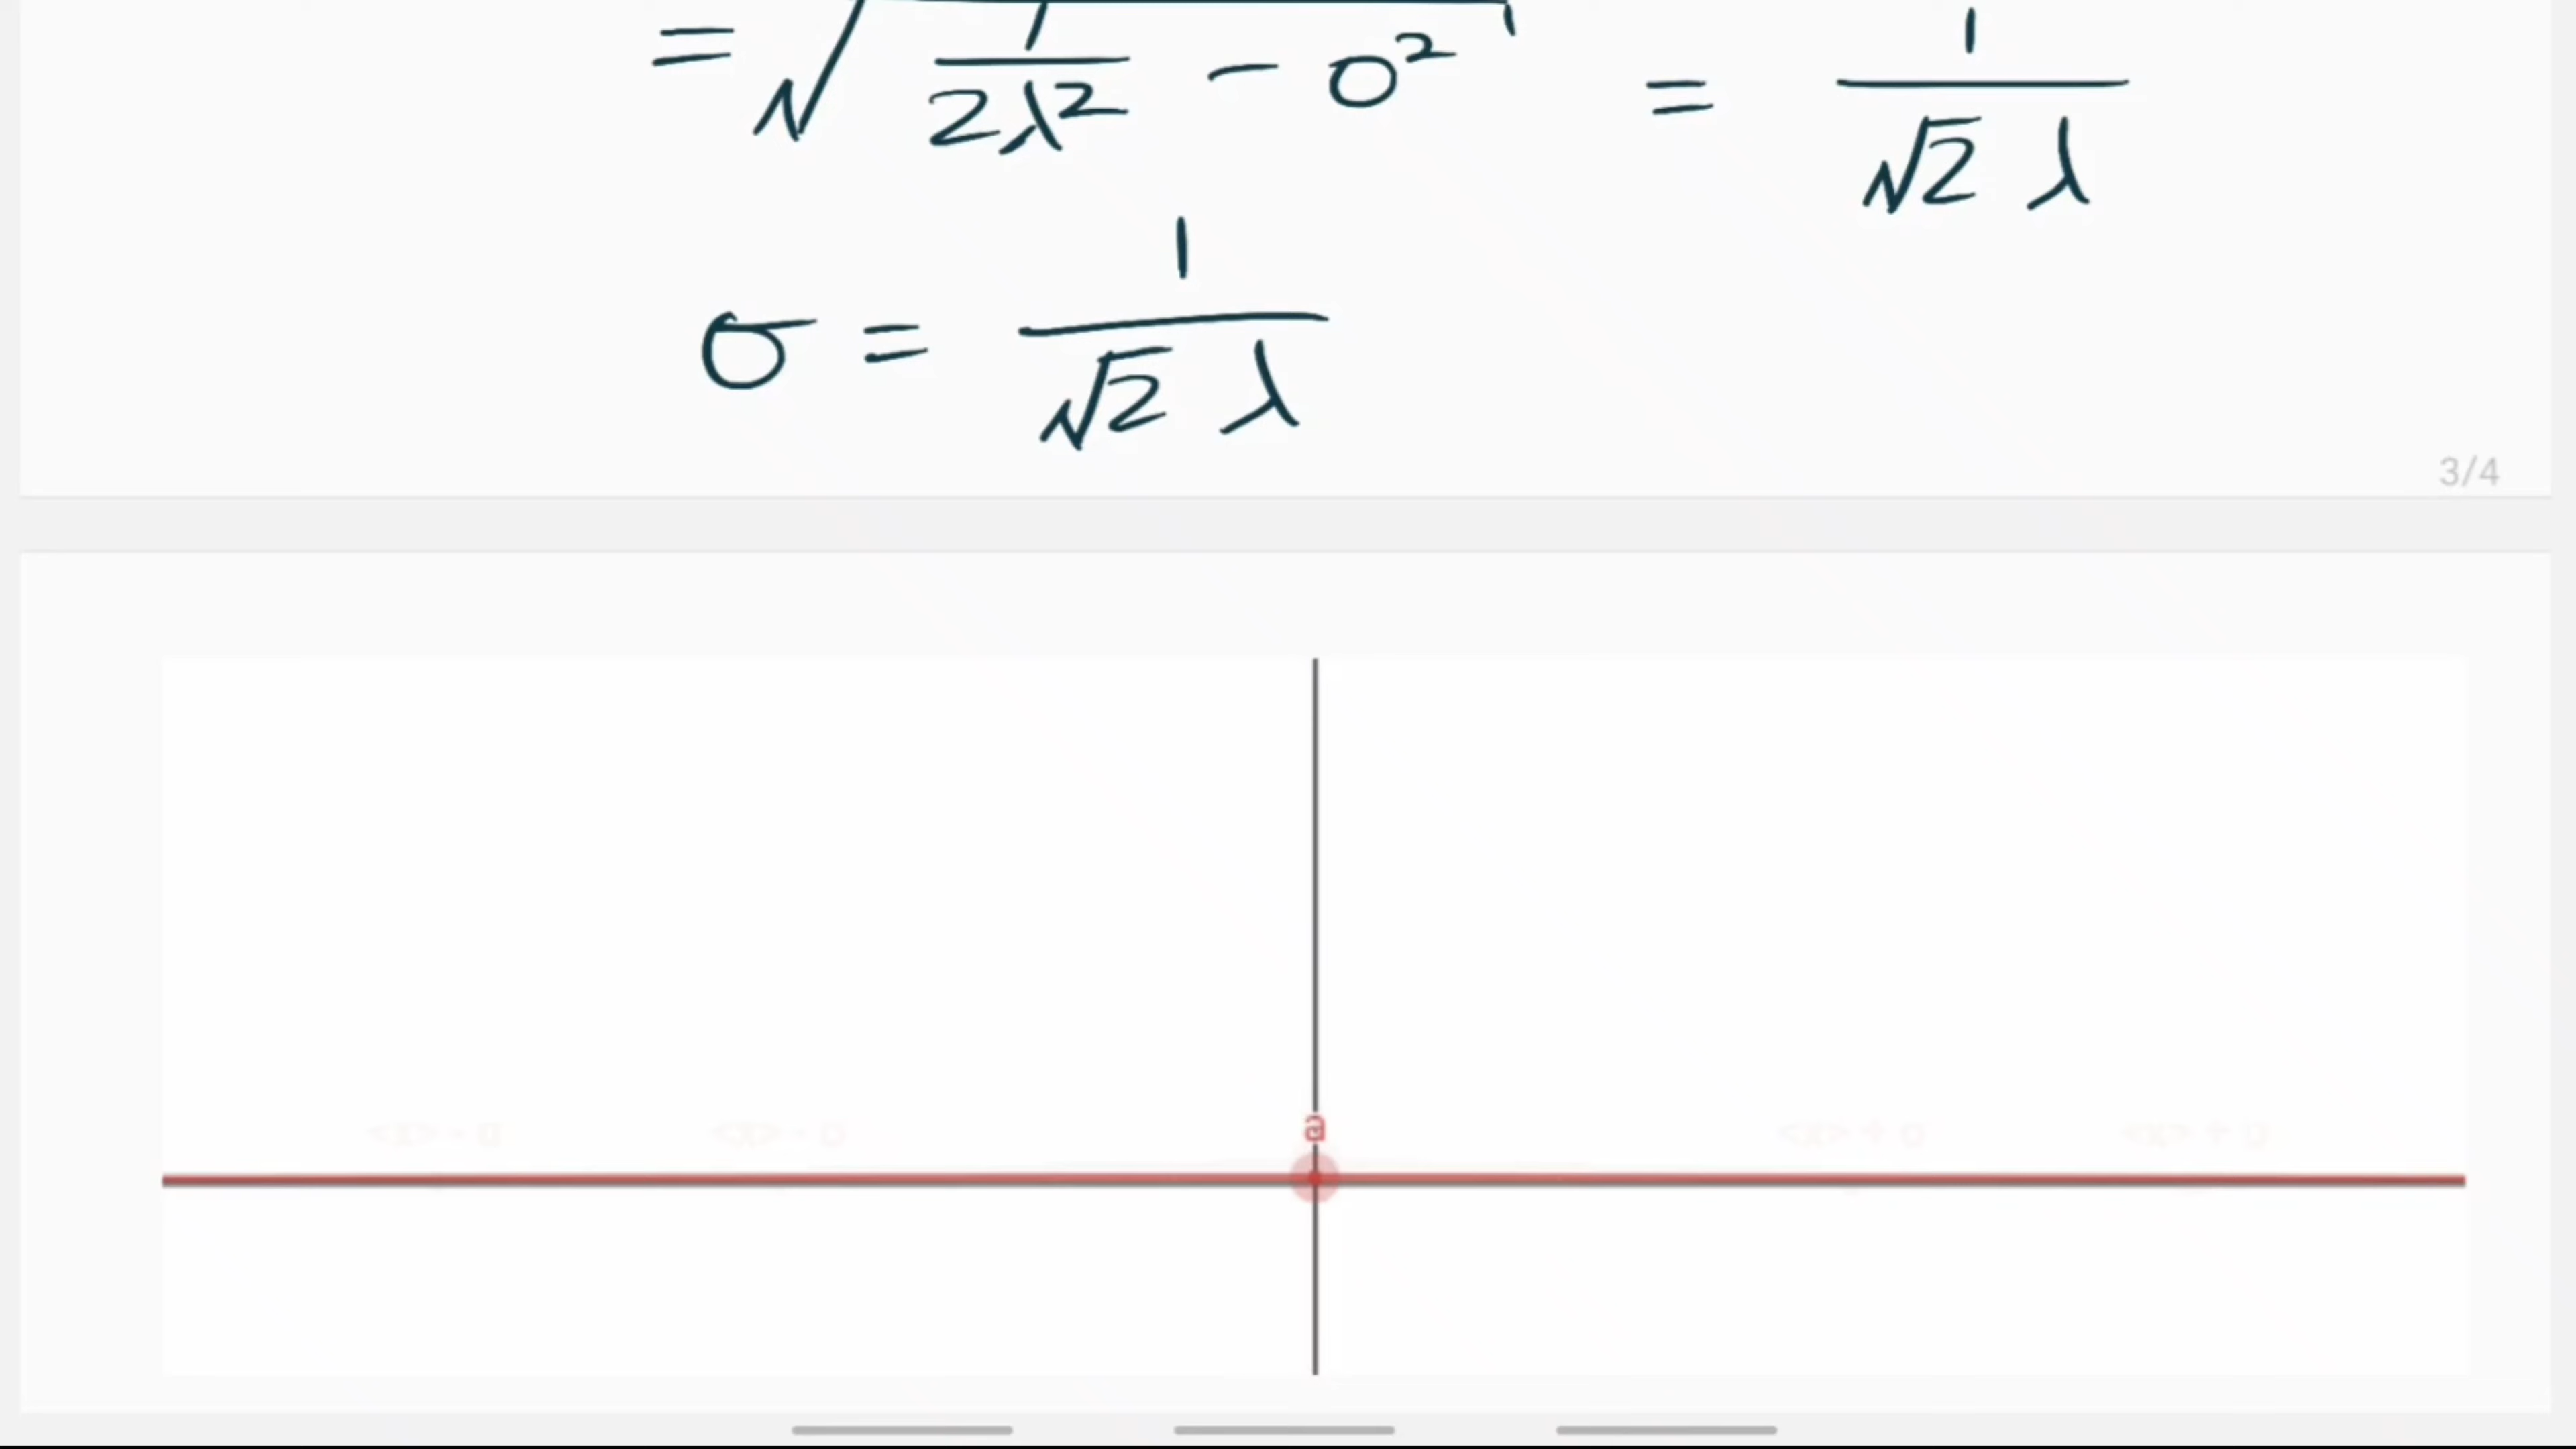 = √(1/2λ² - 0²) = 1/(√2 λ)
σ = 1/(√2 λ)
3/4
a